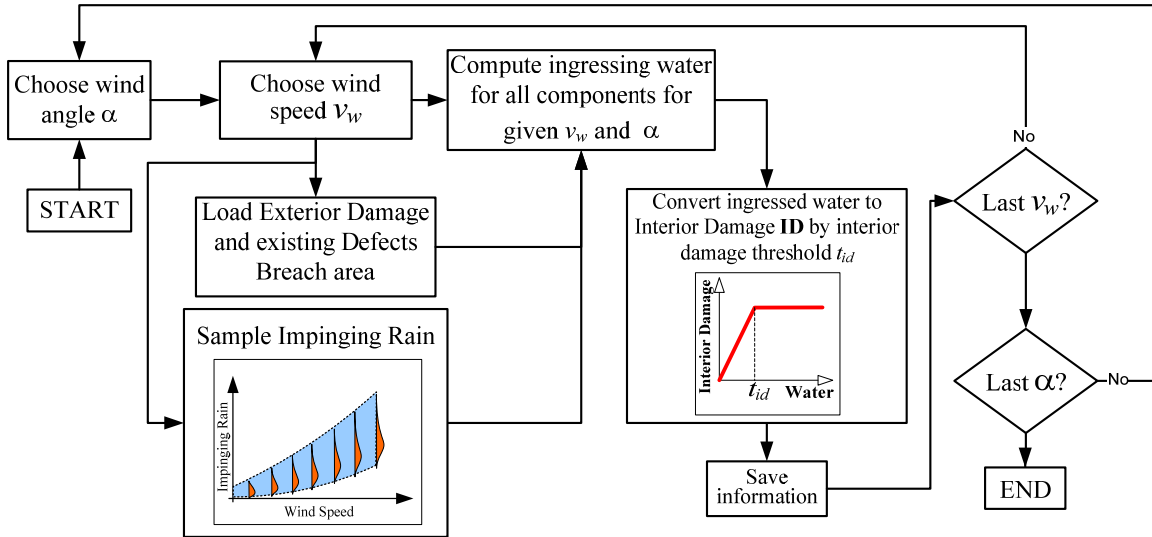 Choose wind
angle α
START
Choose wind
speed v_w
Compute ingressing water
for all components for
given v_w and α
Load Exterior Damage
and existing Defects
Breach area
Sample Impinging Rain
Impinging Rain
Wind Speed
Convert ingressed water to
Interior Damage ID by interior
damage threshold t_id
Interior Damage
t_id
Water
Save
information
No
Last v_w?
Last α?
No
END